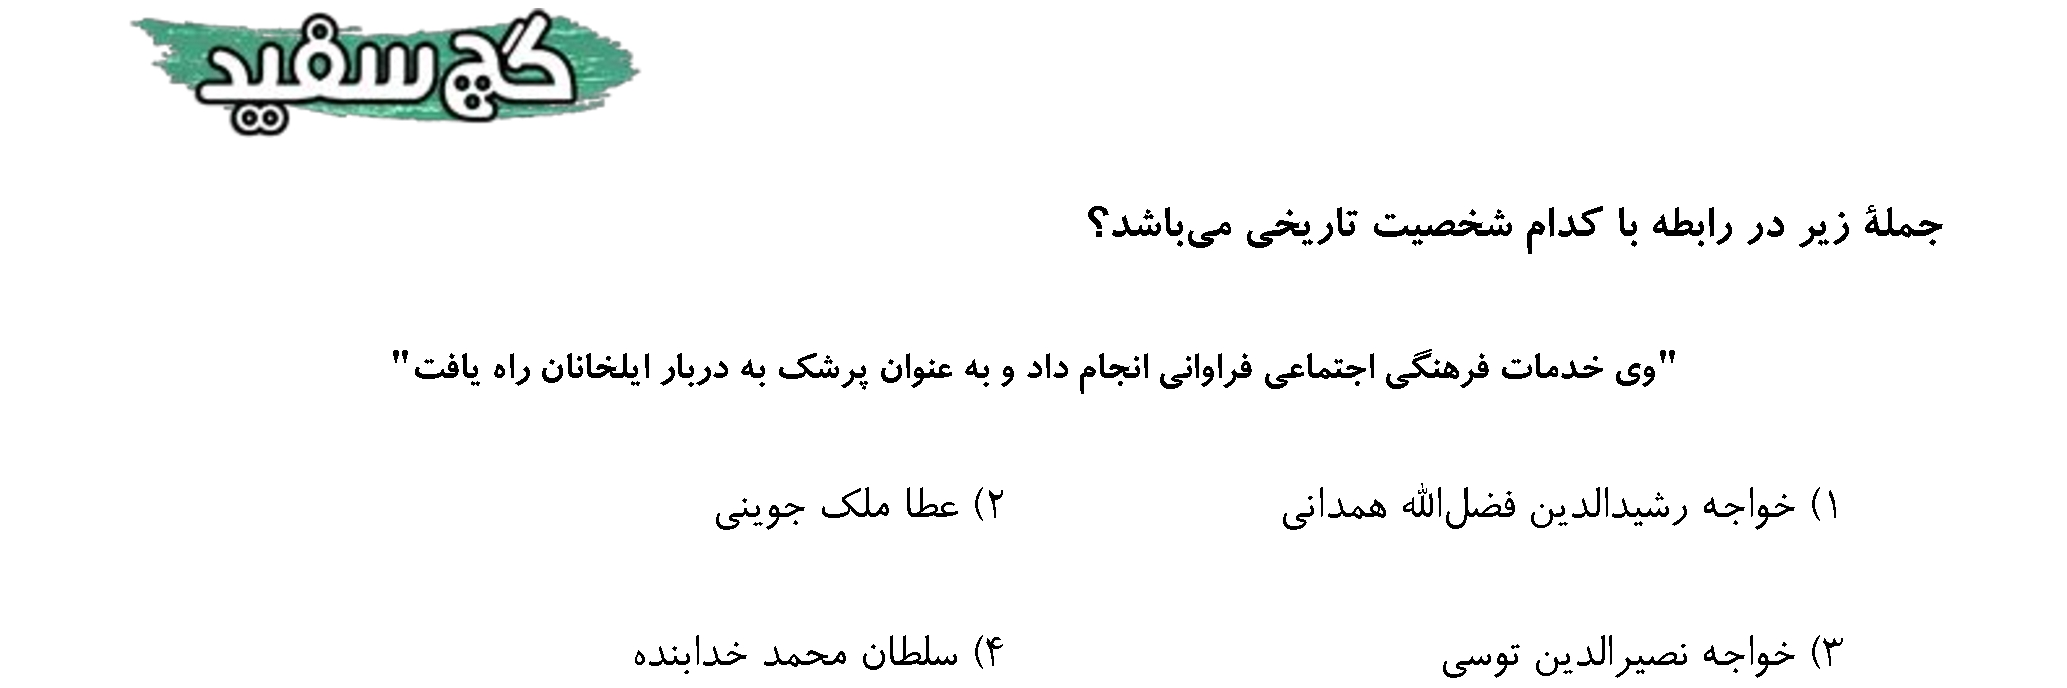 گچ سفید
جملهٔ زیر در رابطه با کدام شخصیت تاریخی می‌باشد؟
"وی خدمات فرهنگی اجتماعی فراوانی انجام داد و به عنوان پرشک به دربار ایلخانان راه یافت"
۱) خواجه رشیدالدین فضل‌الله همدانی ۲) عطا ملک جوینی
۳) خواجه نصیرالدین توسی ۴) سلطان محمد خدابنده